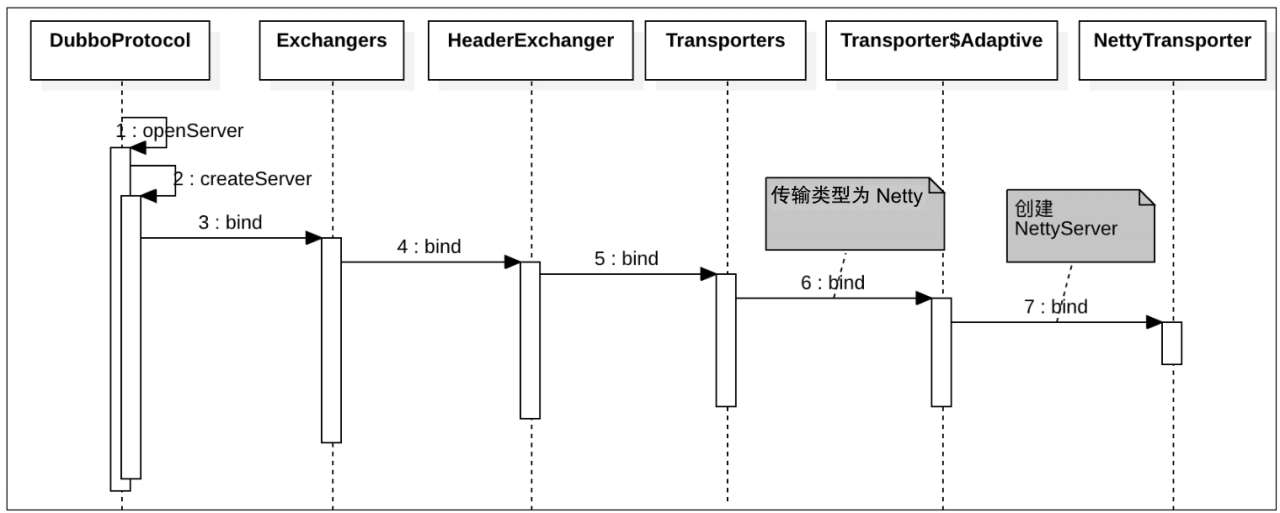 DubboProtocol
Exchangers
HeaderExchanger
Transporters
Transporter$Adaptive
NettyTransporter
1 : openServer
2 : createServer
传输类型为 Netty
创建
NettyServer
3 : bind
4 : bind
5 : bind
6 : bind
7 : bind